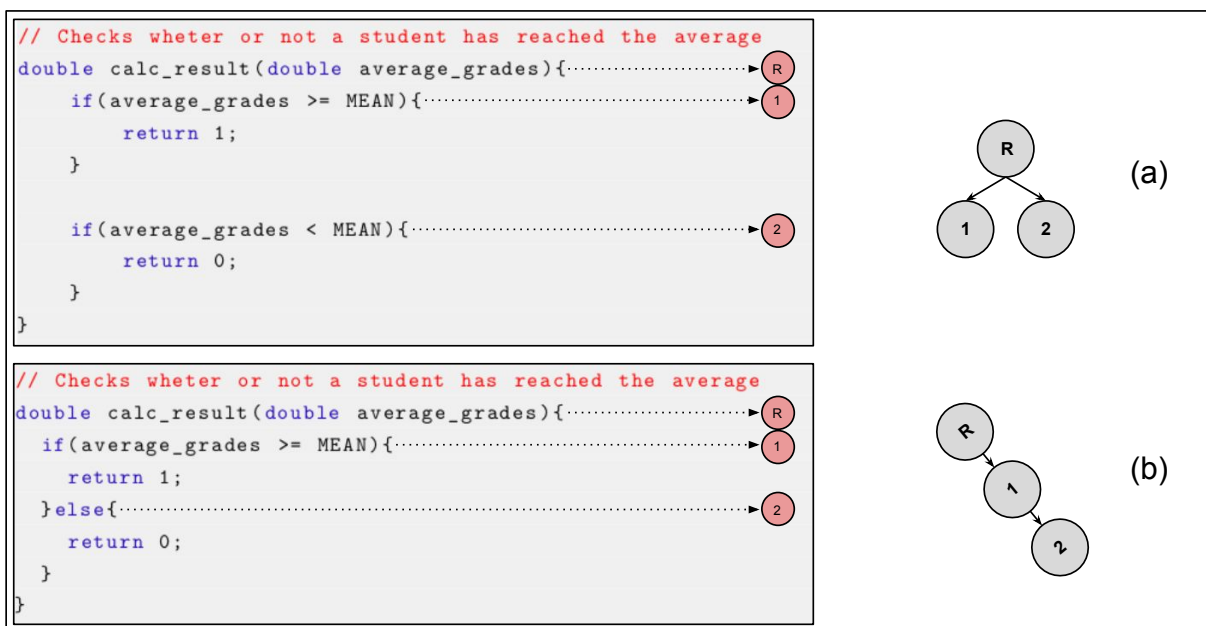 // Checks wheter or not a student has reached the average
double calc_result(double average_grades){ R
if(average_grades >= MEAN){ 1
return 1;
}
if(average_grades < MEAN){ 2
return 0;
}
}
R
1 2
(a)
// Checks wheter or not a student has reached the average
double calc_result(double average_grades){ R
if(average_grades >= MEAN){ 1
return 1;
}else{ 2
return 0;
}
}
R
1
2
(b)